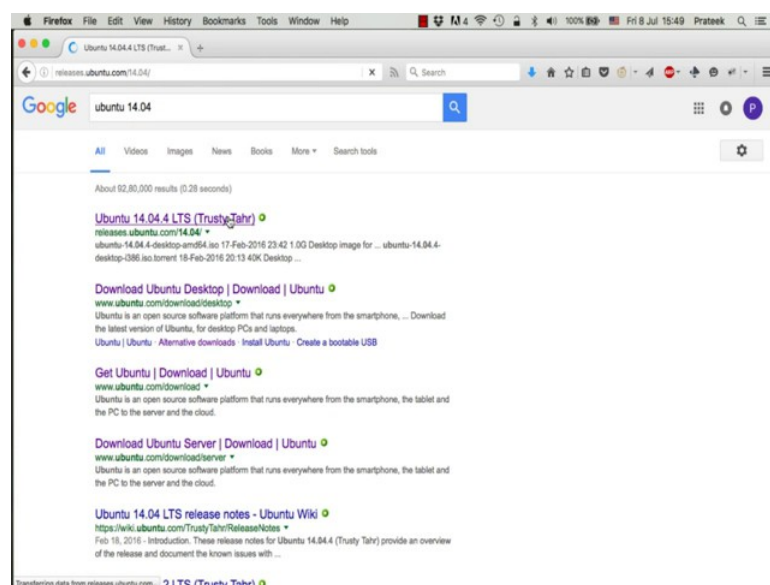 Firefox File Edit View History Bookmarks Tools Window Help 4 100% Fri 8 Jul 15:49 Prateek
Ubuntu 14.04.4 LTS (Trust...
releases.ubuntu.com/14.04/ Search
Google ubuntu 14.04 P
All Videos Images News Books More Search tools
About 92,80,000 results (0.28 seconds)
Ubuntu 14.04.4 LTS (Trusty Tahr)
releases.ubuntu.com/14.04/
ubuntu-14.04.4-desktop-amd64.iso 17-Feb-2016 23:42 1.0G Desktop image for ... ubuntu-14.04.4-
desktop-i386.iso.torrent 18-Feb-2016 20:13 40K Desktop ...
Download Ubuntu Desktop | Download | Ubuntu
www.ubuntu.com/download/desktop
Ubuntu is an open source software platform that runs everywhere from the smartphone, ... Download
the latest version of Ubuntu, for desktop PCs and laptops.
Ubuntu | Ubuntu · Alternative downloads · Install Ubuntu · Create a bootable USB
Get Ubuntu | Download | Ubuntu
www.ubuntu.com/download
Ubuntu is an open source software platform that runs everywhere from the smartphone, the tablet and
the PC to the server and the cloud.
Download Ubuntu Server | Download | Ubuntu
www.ubuntu.com/download/server
Ubuntu is an open source software platform that runs everywhere from the smartphone, the tablet and
the PC to the server and the cloud.
Ubuntu 14.04 LTS release notes - Ubuntu Wiki
https://wiki.ubuntu.com/TrustyTahr/ReleaseNotes
Feb 18, 2016 - Introduction. These release notes for Ubuntu 14.04.4 (Trusty Tahr) provide an overview
of the release and document the known issues with ...
Transferring data from releases.ubuntu.com... 2 LTS (Trusty Tahr)